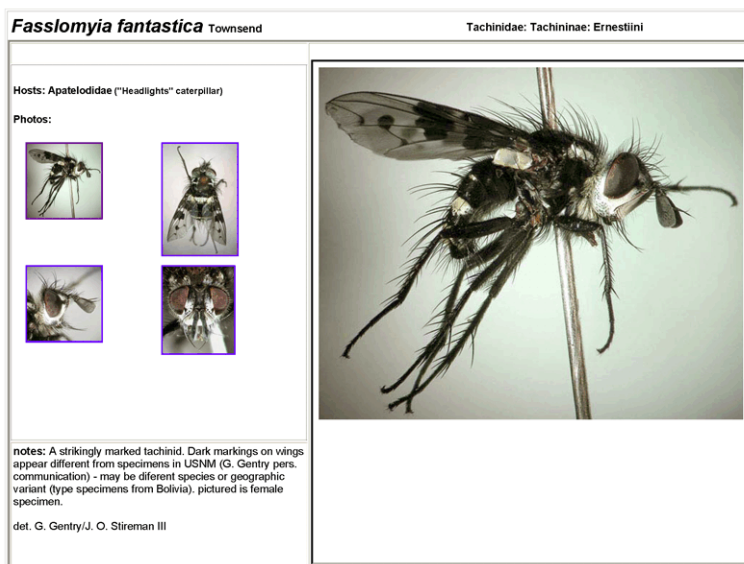 Fasslomyia fantastica Townsend
Tachinidae: Tachininae: Ernestiini
Hosts: Apatelodidae ("Headlights" caterpillar)
Photos:
notes: A strikingly marked tachinid. Dark markings on wings
appear different from specimens in USNM (G. Gentry pers.
communication) - may be diferent species or geographic
variant (type specimens from Bolivia). pictured is female
specimen.
det. G. Gentry/J. O. Stireman III